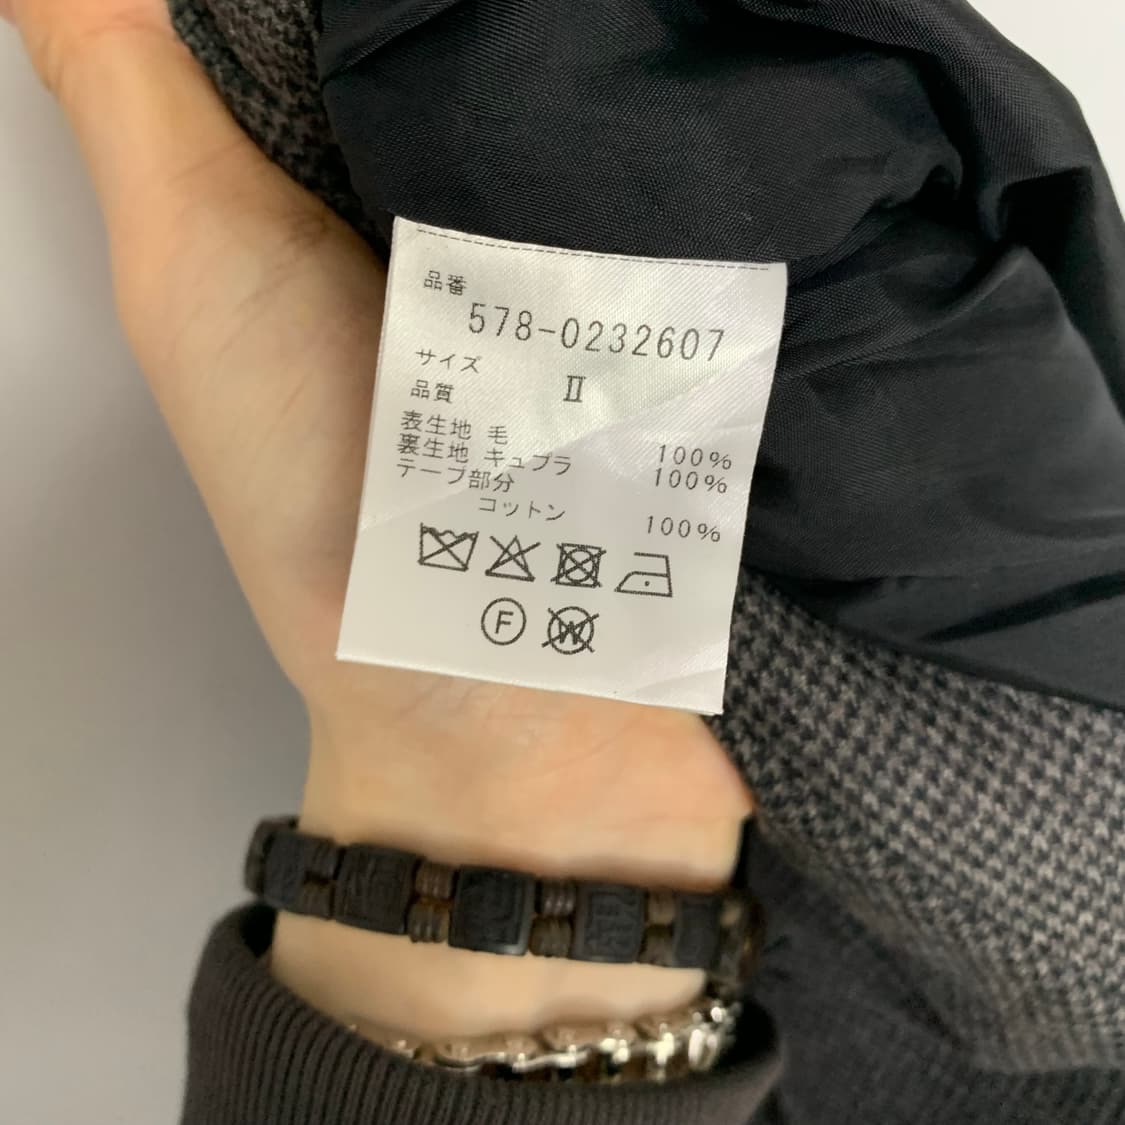 品番
578-0232607
サイズ Ⅱ
品質
表生地 毛 100%
裏生地 キュプラ 100%
テープ部分
コットン 100%
F
W